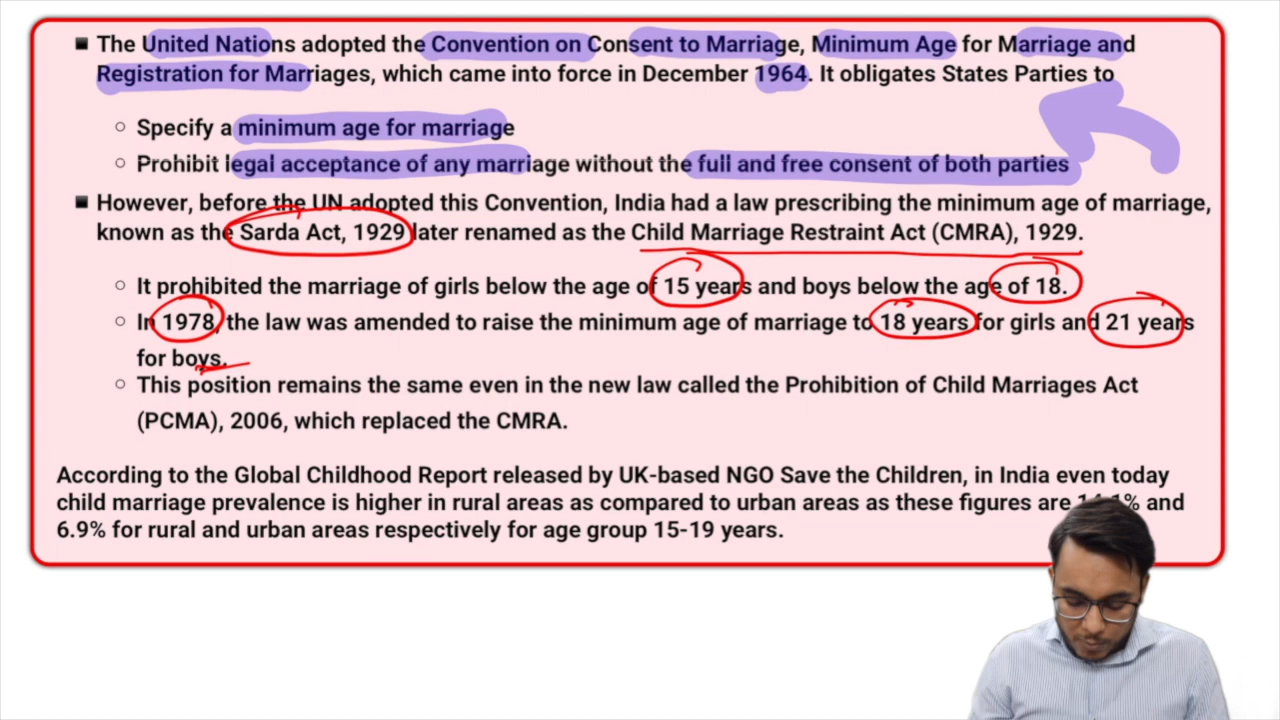 The United Nations adopted the Convention on Consent to Marriage, Minimum Age for Marriage and
Registration for Marriages, which came into force in December 1964. It obligates States Parties to
Specify a minimum age for marriage
Prohibit legal acceptance of any marriage without the full and free consent of both parties
However, before the UN adopted this Convention, India had a law prescribing the minimum age of marriage,
known as the Sarda Act, 1929 later renamed as the Child Marriage Restraint Act (CMRA), 1929.
It prohibited the marriage of girls below the age of 15 years and boys below the age of 18.
In 1978, the law was amended to raise the minimum age of marriage to 18 years for girls and 21 years
for boys.
This position remains the same even in the new law called the Prohibition of Child Marriages Act
(PCMA), 2006, which replaced the CMRA.
According to the Global Childhood Report released by UK-based NGO Save the Children, in India even today
child marriage prevalence is higher in rural areas as compared to urban areas as these figures are and
6.9% for rural and urban areas respectively for age group 15-19 years.